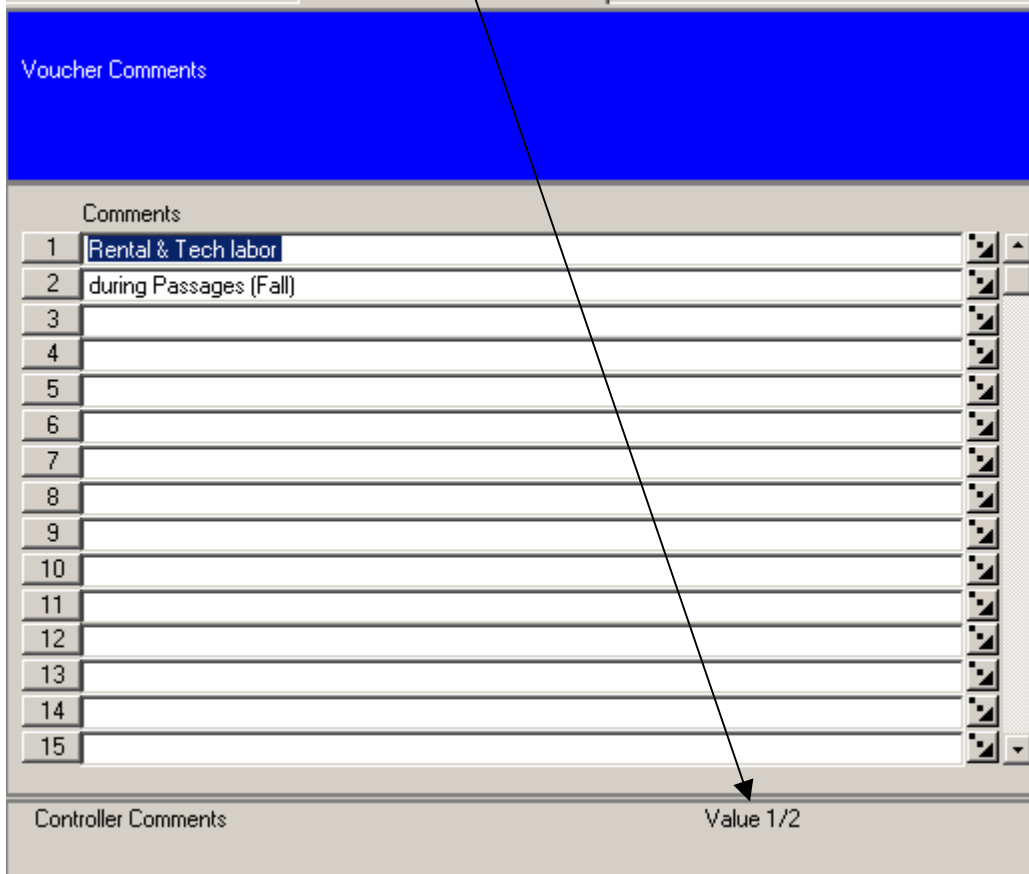 Voucher Comments
Comments
1 Rental & Tech labor
2 during Passages (Fall)
3
4
5
6
7
8
9
10
11
12
13
14
15
Controller Comments Value 1/2